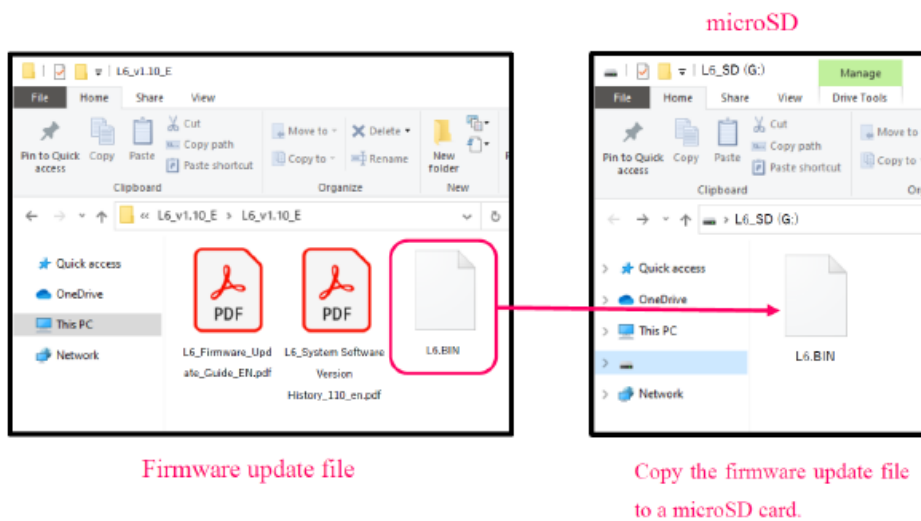 microSD
L6_v1.10_E
File Home Share View
Pin to Quick access
Copy
Paste
Cut
Copy path
Paste shortcut
Clipboard
Move to
Copy to
Delete
Rename
Organize
New folder
New
« L6_v1.10_E > L6_v1.10_E
Quick access
OneDrive
This PC
Network
PDF
L6_Firmware_Upd
ate_Guide_EN.pdf
PDF
L6_System Software
Version
History_110_en.pdf
L6.BIN
Firmware update file
L6_SD (G:)
Manage
File Home Share View Drive Tools
Pin to Quick access
Copy
Paste
Cut
Copy path
Paste shortcut
Clipboard
Move to
Copy to
Or
> L6_SD (G:)
Quick access
OneDrive
This PC
Network
L6.BIN
Copy the firmware update file
to a microSD card.